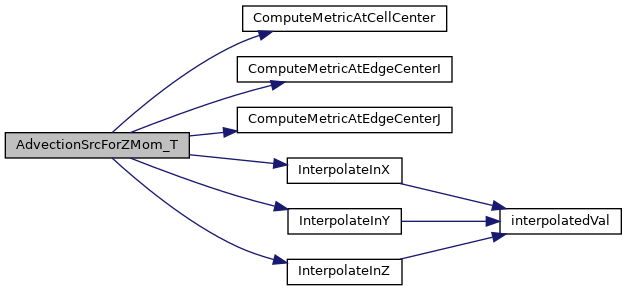 ComputeMetricAtCellCenter
ComputeMetricAtEdgeCenterI
ComputeMetricAtEdgeCenterJ
AdvectionSrcForZMom_T
InterpolateInX
InterpolateInY
interpolatedVal
InterpolateInZ